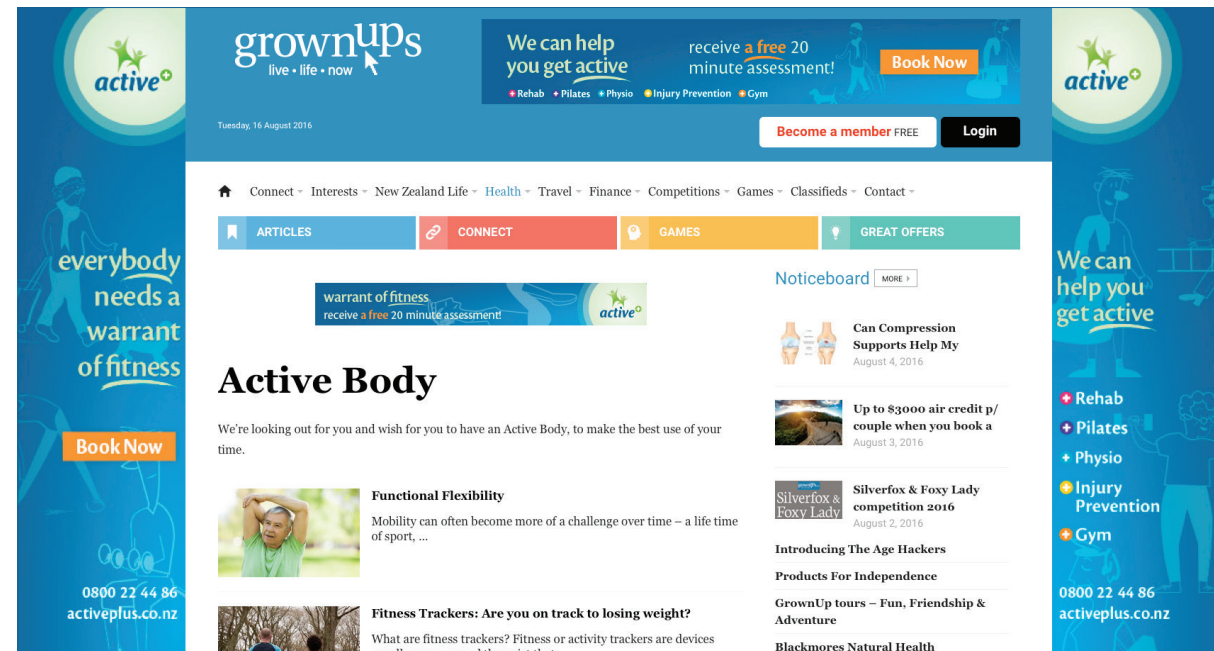 active+
everybody
needs a
warrant
of fitness
Book Now
0800 22 44 86
activeplus.co.nz
grownups
live • life • now
We can help
you get active
receive a free 20
minute assessment!
Book Now
Rehab Pilates Physio Injury Prevention Gym
Tuesday, 16 August 2016
Become a member FREE
Login
Connect Interests New Zealand Life Health Travel Finance Competitions Games Classifieds Contact
ARTICLES CONNECT GAMES GREAT OFFERS
warrant of fitness
receive a free 20 minute assessment!
active+
Active Body
We're looking out for you and wish for you to have an Active Body, to make the best use of your
time.
Functional Flexibility
Mobility can often become more of a challenge over time – a life time
of sport, ...
Fitness Trackers: Are you on track to losing weight?
What are fitness trackers? Fitness or activity trackers are devices
Noticeboard MORE
Can Compression
Supports Help My
August 4, 2016
Up to $3000 air credit p/
couple when you book a
August 3, 2016
Silverfox &
Foxy Lady
Silverfox & Foxy Lady
competition 2016
August 2, 2016
Introducing The Age Hackers
Products For Independence
GrownUp tours – Fun, Friendship &
Adventure
Blackmores Natural Health
active+
We can
help you
get active
Rehab
Pilates
Physio
Injury
Prevention
Gym
0800 22 44 86
activeplus.co.nz